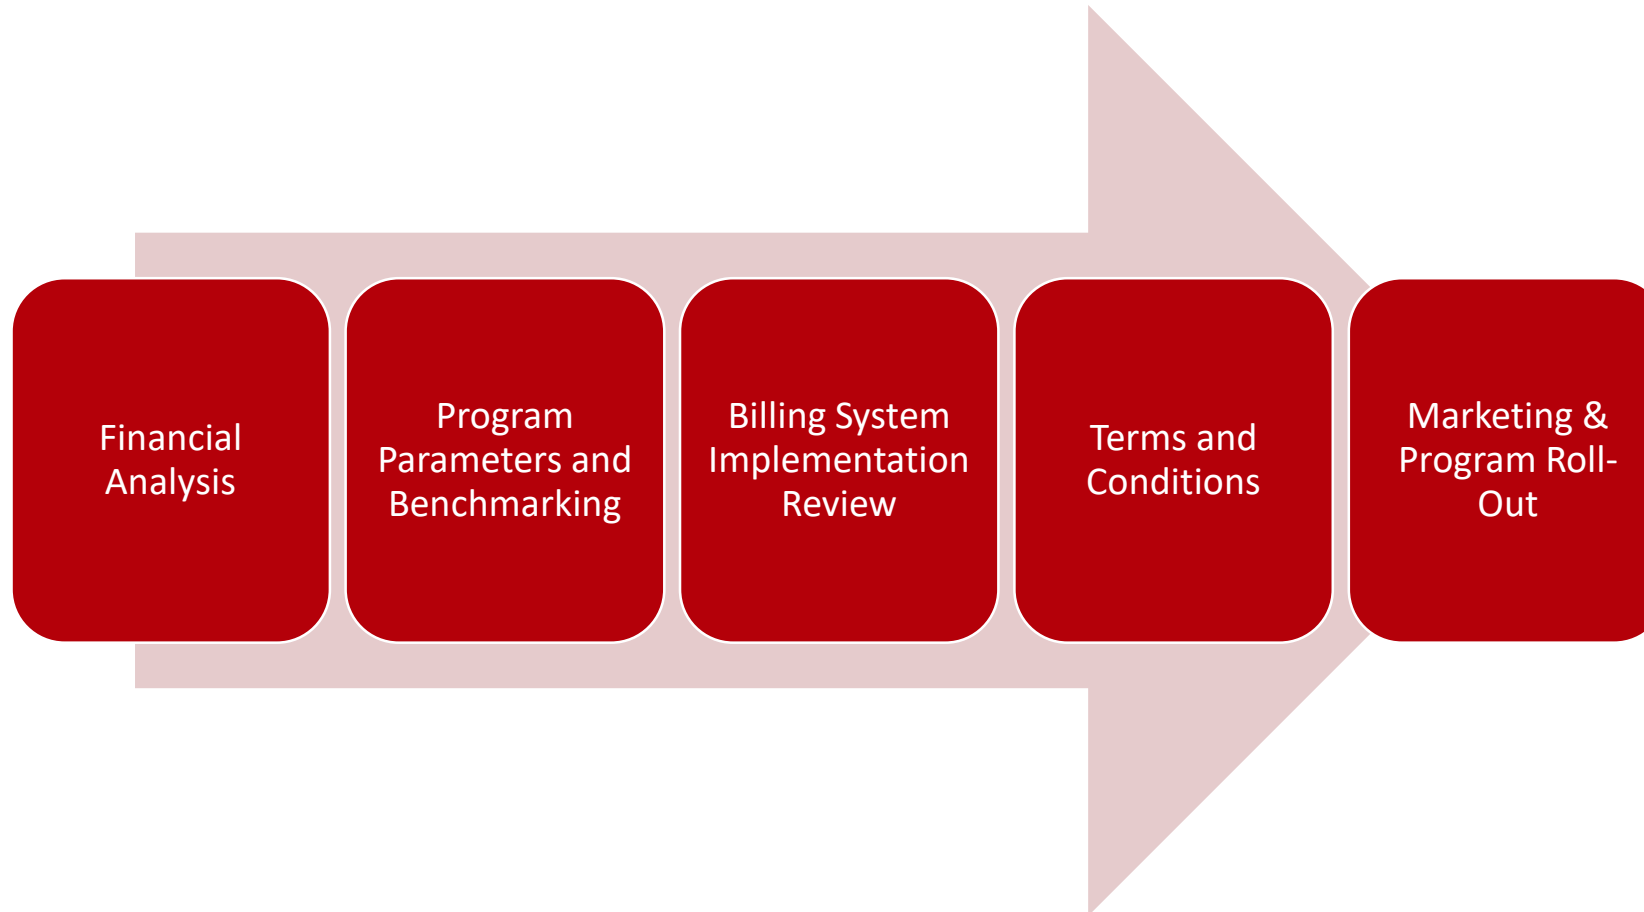 Financial
Analysis
Program
Parameters and
Benchmarking
Billing System
Implementation
Review
Terms and
Conditions
Marketing &
Program Roll-
Out